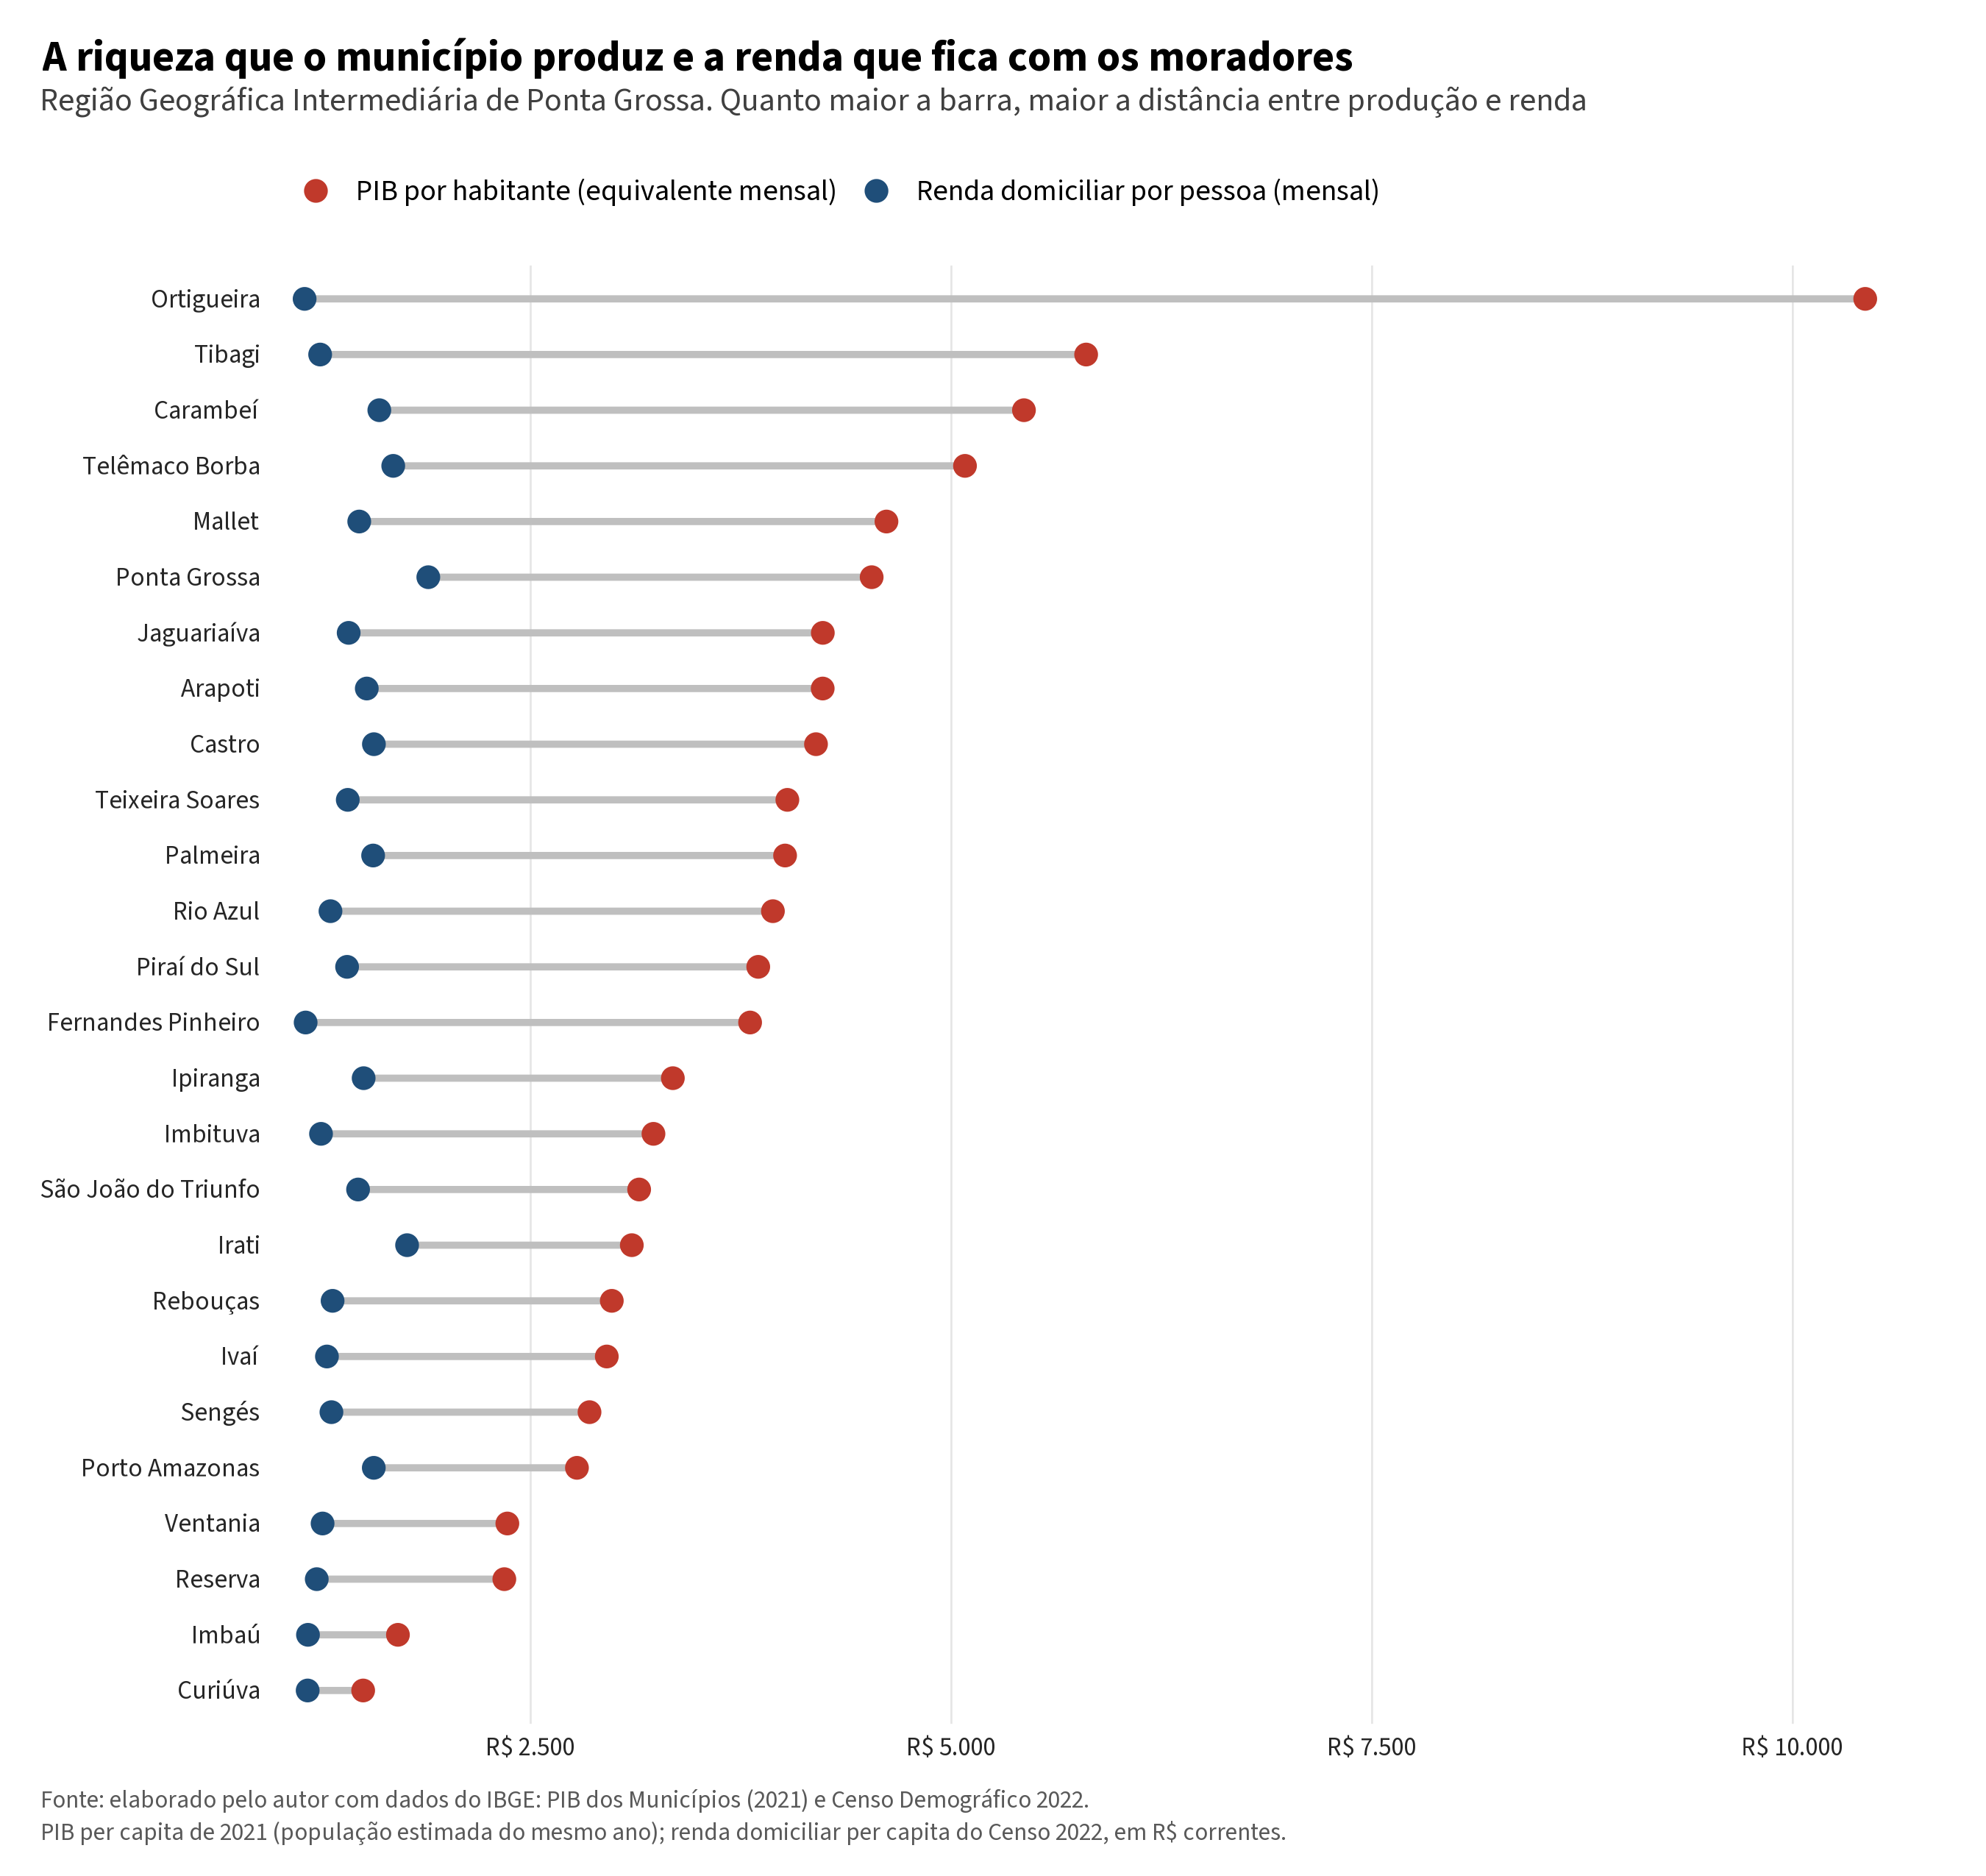 A riqueza que o município produz e a renda que fica com os moradores
Região Geográfica Intermediária de Ponta Grossa. Quanto maior a barra, maior a distância entre produção e renda
PIB por habitante (equivalente mensal) Renda domiciliar por pessoa (mensal)
Ortigueira
Tibagi
Carambeí
Telêmaco Borba
Mallet
Ponta Grossa
Jaguariaíva
Arapoti
Castro
Teixeira Soares
Palmeira
Rio Azul
Piraí do Sul
Fernandes Pinheiro
Ipiranga
Imbituva
São João do Triunfo
Irati
Rebouças
Ivaí
Sengés
Porto Amazonas
Ventania
Reserva
Imbaú
Curiúva
R$ 2.500 R$ 5.000 R$ 7.500 R$ 10.000
Fonte: elaborado pelo autor com dados do IBGE: PIB dos Municípios (2021) e Censo Demográfico 2022.
PIB per capita de 2021 (população estimada do mesmo ano); renda domiciliar per capita do Censo 2022, em R$ correntes.